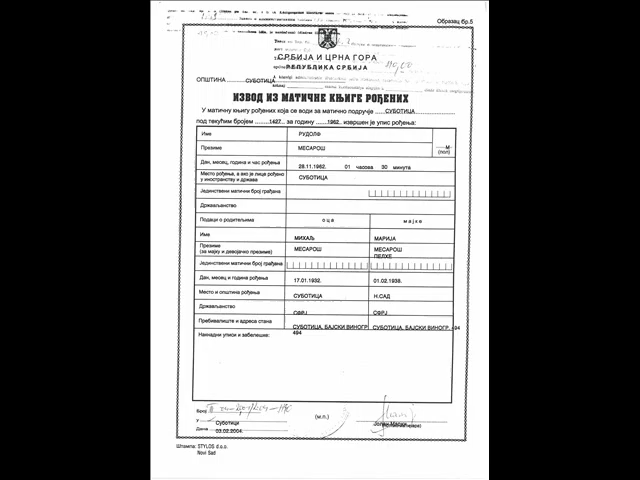 Образац бр.5
СРБИЈА И ЦРНА ГОРА
РЕПУБЛИКА СРБИЈА
ОПШТИНА СУБОТИЦА
ИЗВОД ИЗ МАТИЧНЕ КЊИГЕ РОЂЕНИХ
У матичну књигу рођених која се води за матично подручје СУБОТИЦА
под текућим бројем 1427 за годину 1962. извршен је упис рођења:
Име РУДОЛФ
Презиме МЕСАРОШ М (пол)
Дан, месец, година и час рођења 28.11.1962. 01 часова 30 минута
Место рођења, а ако је лице рођено у иностранству и држава СУБОТИЦА
Јединствени матични број грађана
Држављанство
Подаци о родитељима оца мајке
Име МИХАЉ МАРИЈА
Презиме (за мајку и девојачко презиме) МЕСАРОШ МЕСАРОШ
Јединствени матични број грађана
Дан, месец и година рођења 17.01.1932. 01.02.1938.
Место и општина рођења СУБОТИЦА Н.САД
Држављанство СФРЈ СФРЈ
Пребивалиште и адреса стана СУБОТИЦА, БАЈСКИ ВИНОГР. 494 СУБОТИЦА, БАЈСКИ ВИНОГР. 494
Накнадни уписи и забелешке:
Број
У Суботици (м.п.)
Дана 03.02.2004.
Штампа: STYLOS d.o.o.
Novi Sad